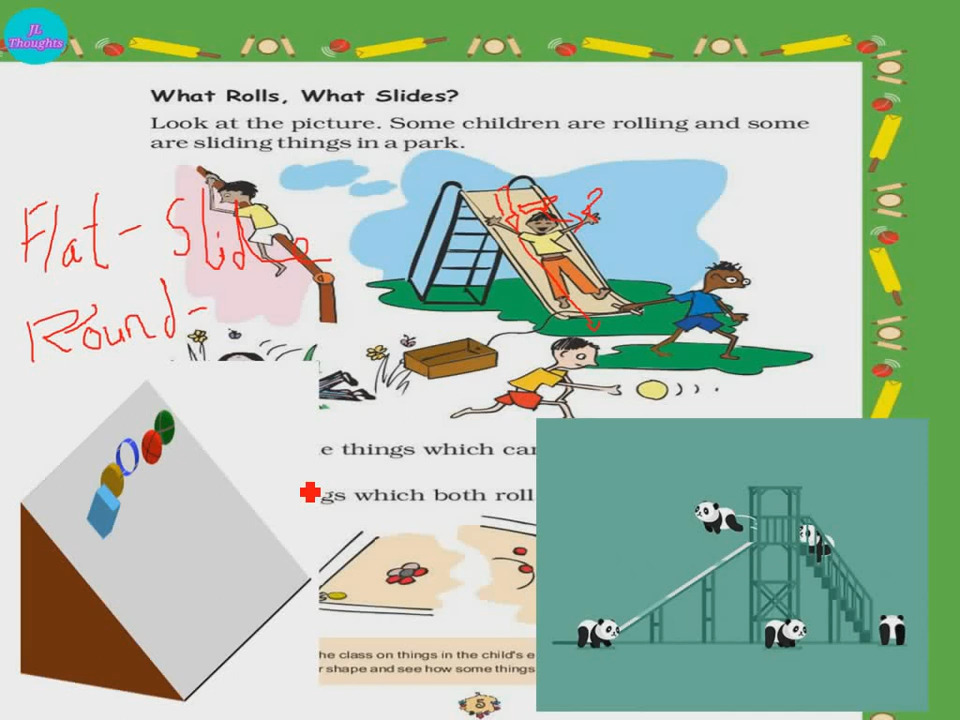 JL
Thoughts
What Rolls, What Slides?
Look at the picture. Some children are rolling and some
are sliding things in a park.
Flat - Slide
Round -
e things which can
gs which both roll
he class on things in the child's e
r shape and see how some things
5